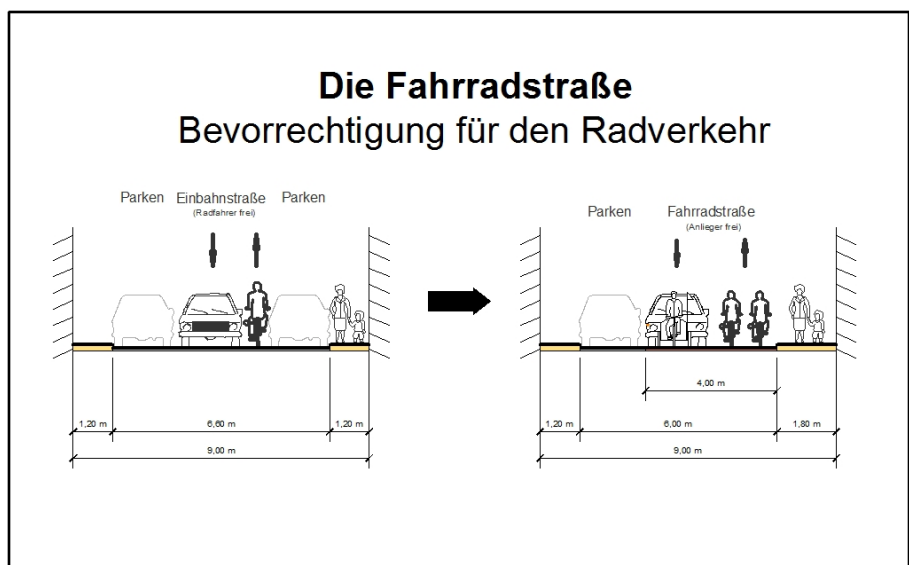 Die Fahrradstraße
Bevorrechtigung für den Radverkehr
Parken Einbahnstraße Parken
(Radfahrer frei)
1,20 m 6,60 m 1,20 m
9,00 m
Parken Fahrradstraße
(Anlieger frei)
4,00 m
1,20 m 6,00 m 1,80 m
9,00 m